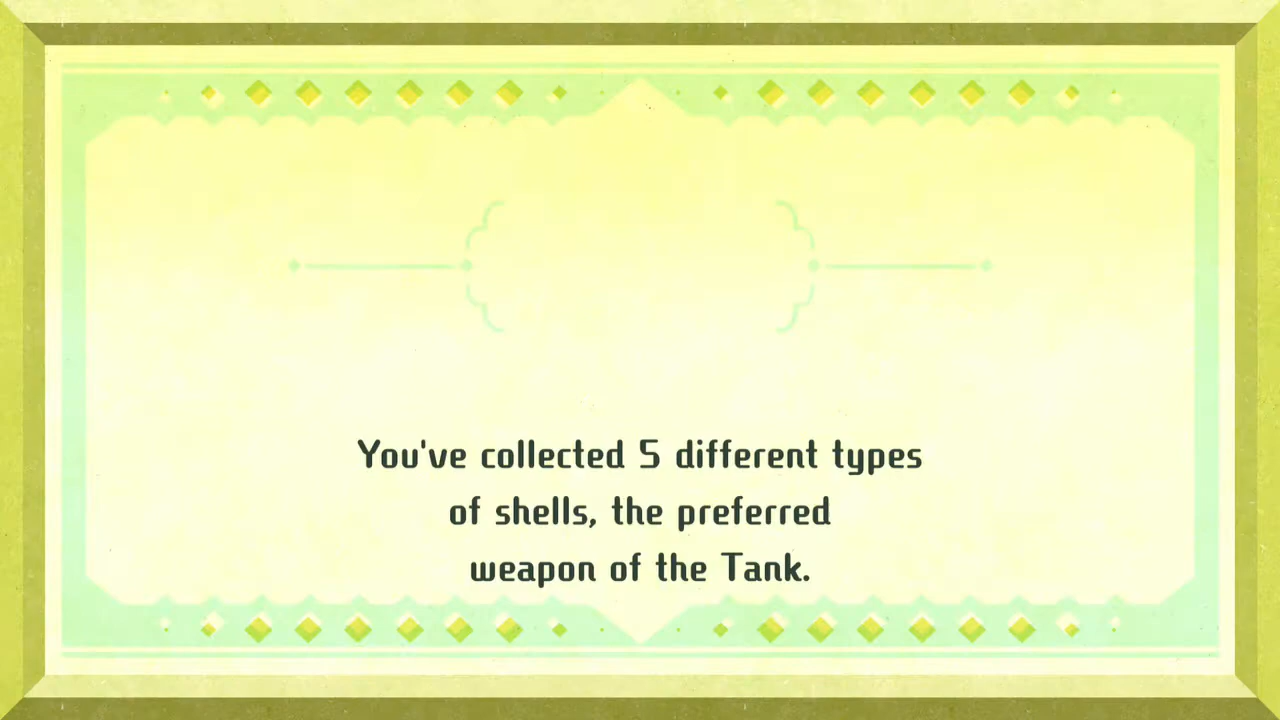 You've collected 5 different types
of shells, the preferred
weapon of the Tank.